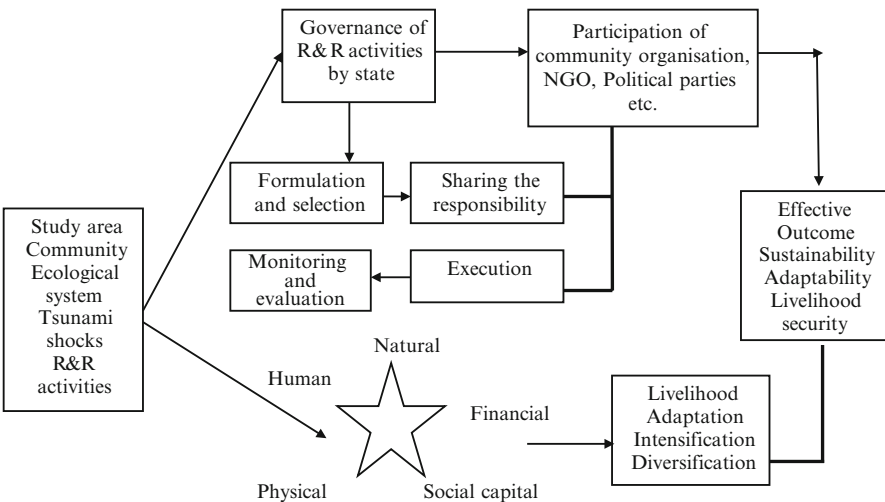 Governance of
R&R activities
by state
Participation of
community organisation,
NGO, Political parties
etc.
Formulation
and selection
Sharing the
responsibility
Monitoring
and
evaluation
Execution
Study area
Community
Ecological
system
Tsunami
shocks
R&R
activities
Effective
Outcome
Sustainability
Adaptability
Livelihood
security
Natural
Human
Financial
Physical
Social capital
Livelihood
Adaptation
Intensification
Diversification